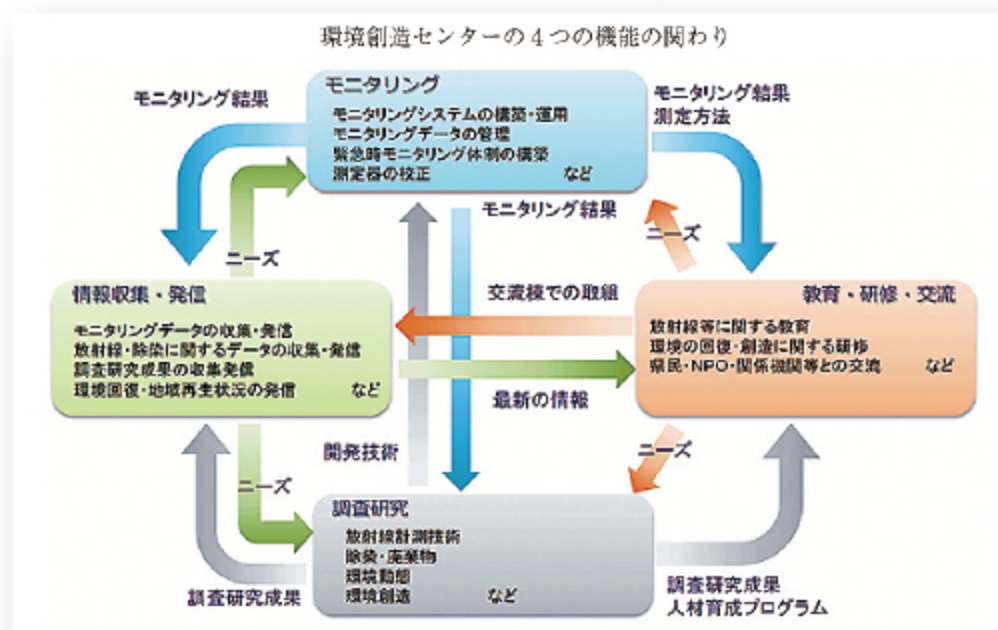 環境創造センターの4つの機能の関わり
モニタリング結果
モニタリング
モニタリングシステムの構築・運用
モニタリングデータの管理
緊急時モニタリング体制の構築
測定器の校正 など
モニタリング結果
測定方法
ニーズ
モニタリング結果
ニーズ
情報収集・発信
モニタリングデータの収集・発信
放射線・除染に関するデータの収集・発信
調査研究成果の収集発信
環境回復・地域再生状況の発信 など
交流棟での取組
最新の情報
教育・研修・交流
放射線等に関する教育
環境の回復・創造に関する研修
県民・NPO・関係機関等との交流 など
ニーズ
開発技術
ニーズ
調査研究
放射線計測技術
除染・廃棄物
環境動態
環境創造 など
調査研究成果
調査研究成果
人材育成プログラム